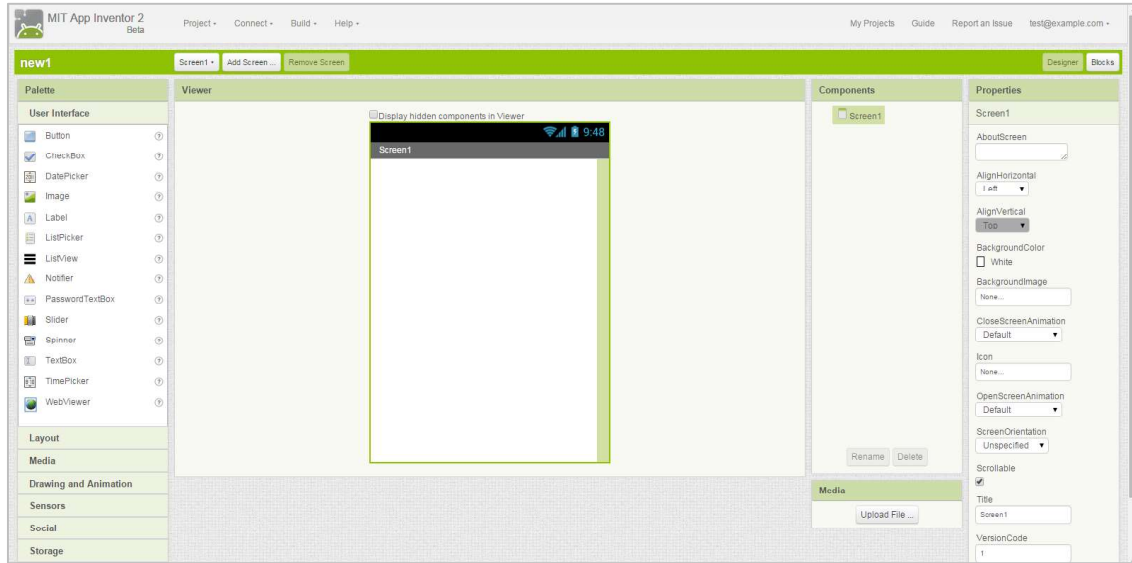 MIT App Inventor 2
Beta
Project
Connect
Build
Help
My Projects
Guide
Report an Issue
test@example.com
new1
Screen1
Add Screen ...
Remove Screen
Designer
Blocks
Palette
User Interface
Button
CheckBox
DatePicker
Image
Label
ListPicker
ListView
Notifier
PasswordTextBox
Slider
Spinner
TextBox
TimePicker
WebViewer
Layout
Media
Drawing and Animation
Sensors
Social
Storage
Viewer
Display hidden components in Viewer
9:48
Screen1
Components
Screen1
Rename
Delete
Media
Upload File ...
Properties
Screen1
AboutScreen
AlignHorizontal
Left
AlignVertical
Top
BackgroundColor
White
BackgroundImage
None...
CloseScreenAnimation
Default
Icon
None...
OpenScreenAnimation
Default
ScreenOrientation
Unspecified
Scrollable
Title
Screen1
VersionCode
1